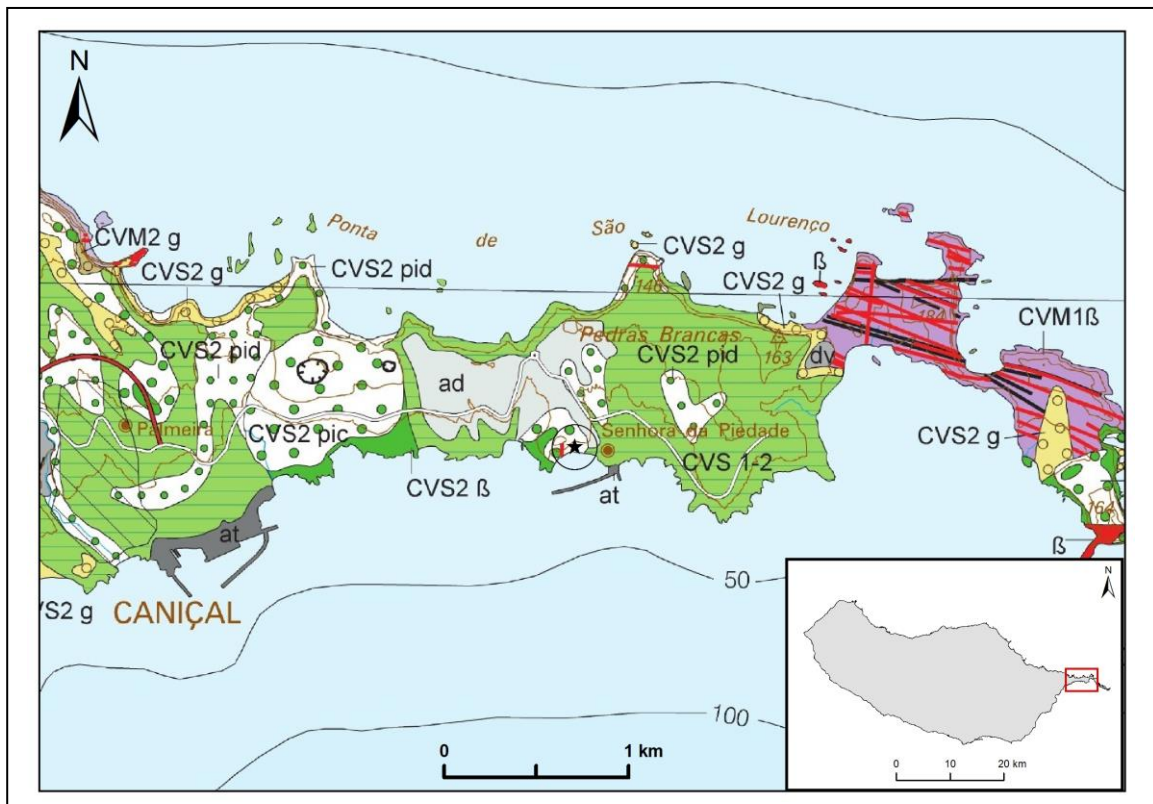 N
Ponta de São Lourenço
CVM2 g
CVS2 g
CVS2 g
CVS2 pid
CVS2 g
ß
146
184
CVM1ß
Pedras Brancas
CVS2 pid
163
dv
CVS2 pid
ad
Palmeira
CVS2 pic
Senhora da Piedade
CVS2 g
CVS2 ß
CVS 1-2
at
164
at
ß
VS2 g
CANIÇAL
50
100
0
1 km
N
0
10
20 km